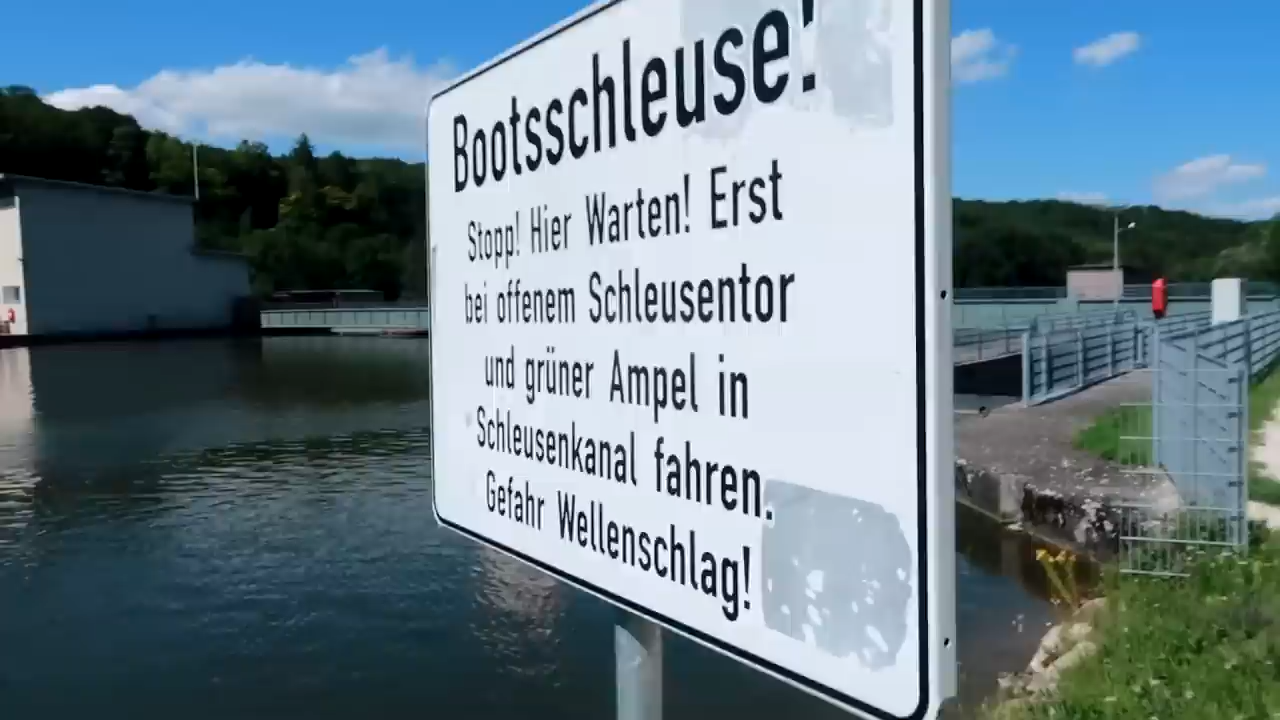 Bootsschleuse!
Stopp! Hier Warten! Erst
bei offenem Schleusentor
und grüner Ampel in
Schleusenkanal fahren.
Gefahr Wellenschlag!